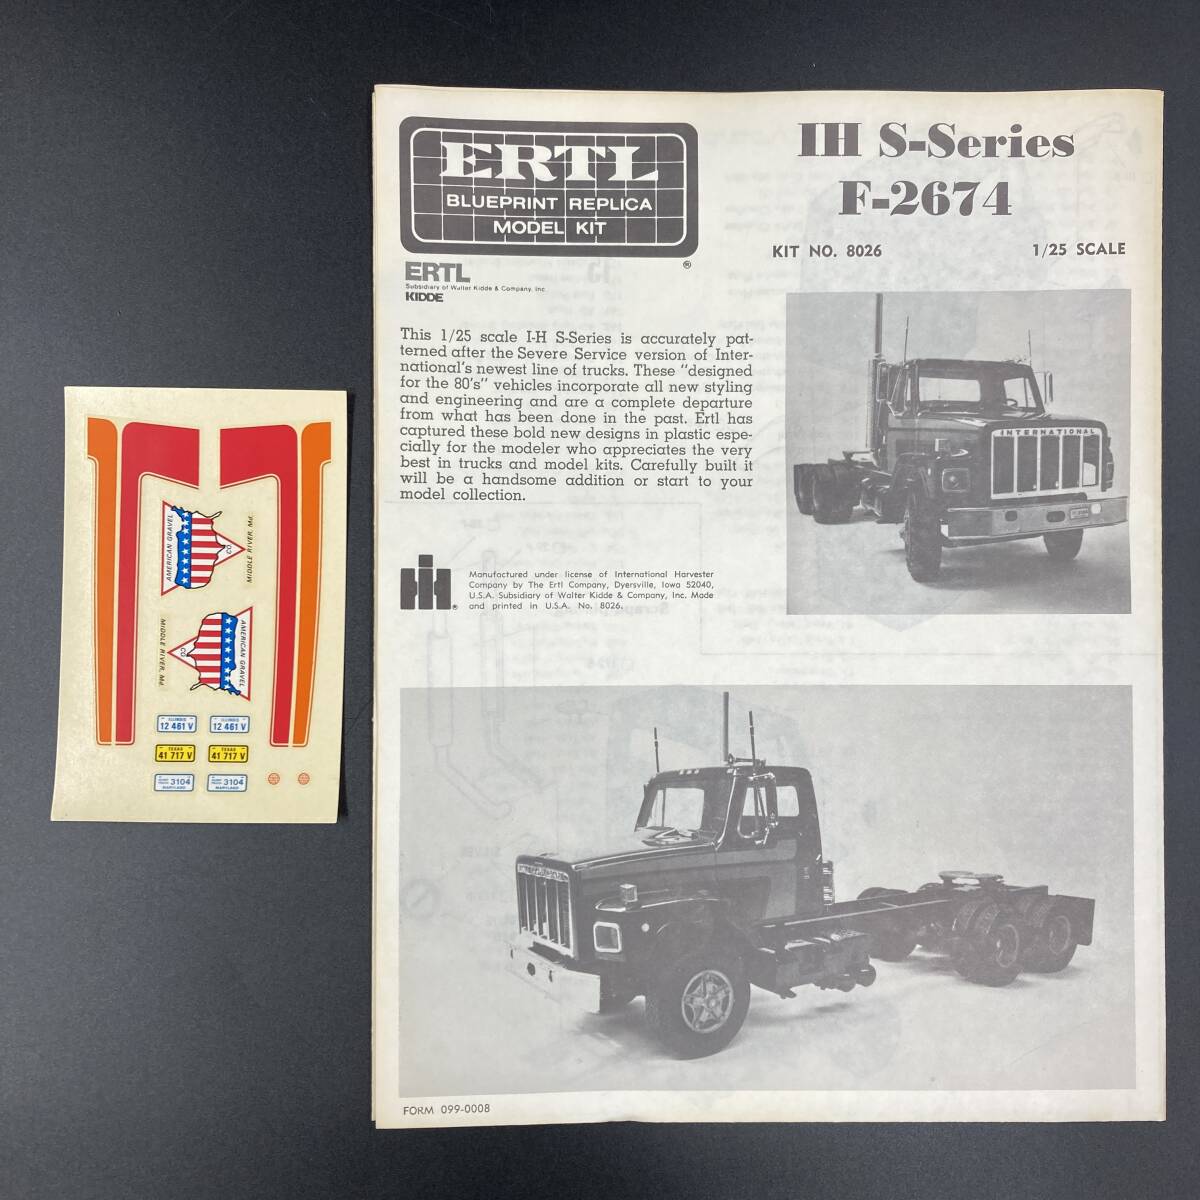 ERTL
BLUEPRINT REPLICA
MODEL KIT
®
ERTL
Subsidiary of Walter Kidde & Company, Inc.
KIDDE
IH S-Series
F-2674
KIT NO. 8026
1/25 SCALE
This 1/25 scale I-H S-Series is accurately pat-
terned after the Severe Service version of Inter-
national's newest line of trucks. These "designed
for the 80's" vehicles incorporate all new styling
and engineering and are a complete departure
from what has been done in the past. Ertl has
captured these bold new designs in plastic espe-
cially for the modeler who appreciates the very
best in trucks and model kits. Carefully built it
will be a handsome addition or start to your
model collection.
INTERNATIONAL
Manufactured under license of International Harvester
Company by The Ertl Company, Dyersville, Iowa 52040,
U.S.A. Subsidiary of Walter Kidde & Company, Inc. Made
and printed in U.S.A. No. 8026.
FORM 099-0008
AMERICAN GRAVEL
CO
MIDDLE RIVER, Md.
AMERICAN GRAVEL
CO
MIDDLE RIVER, Md.
ILLINOIS
12 461 V
ILLINOIS
12 461 V
TEXAS
41 717 V
TEXAS
41 717 V
3104
MARYLAND
3104
MARYLAND